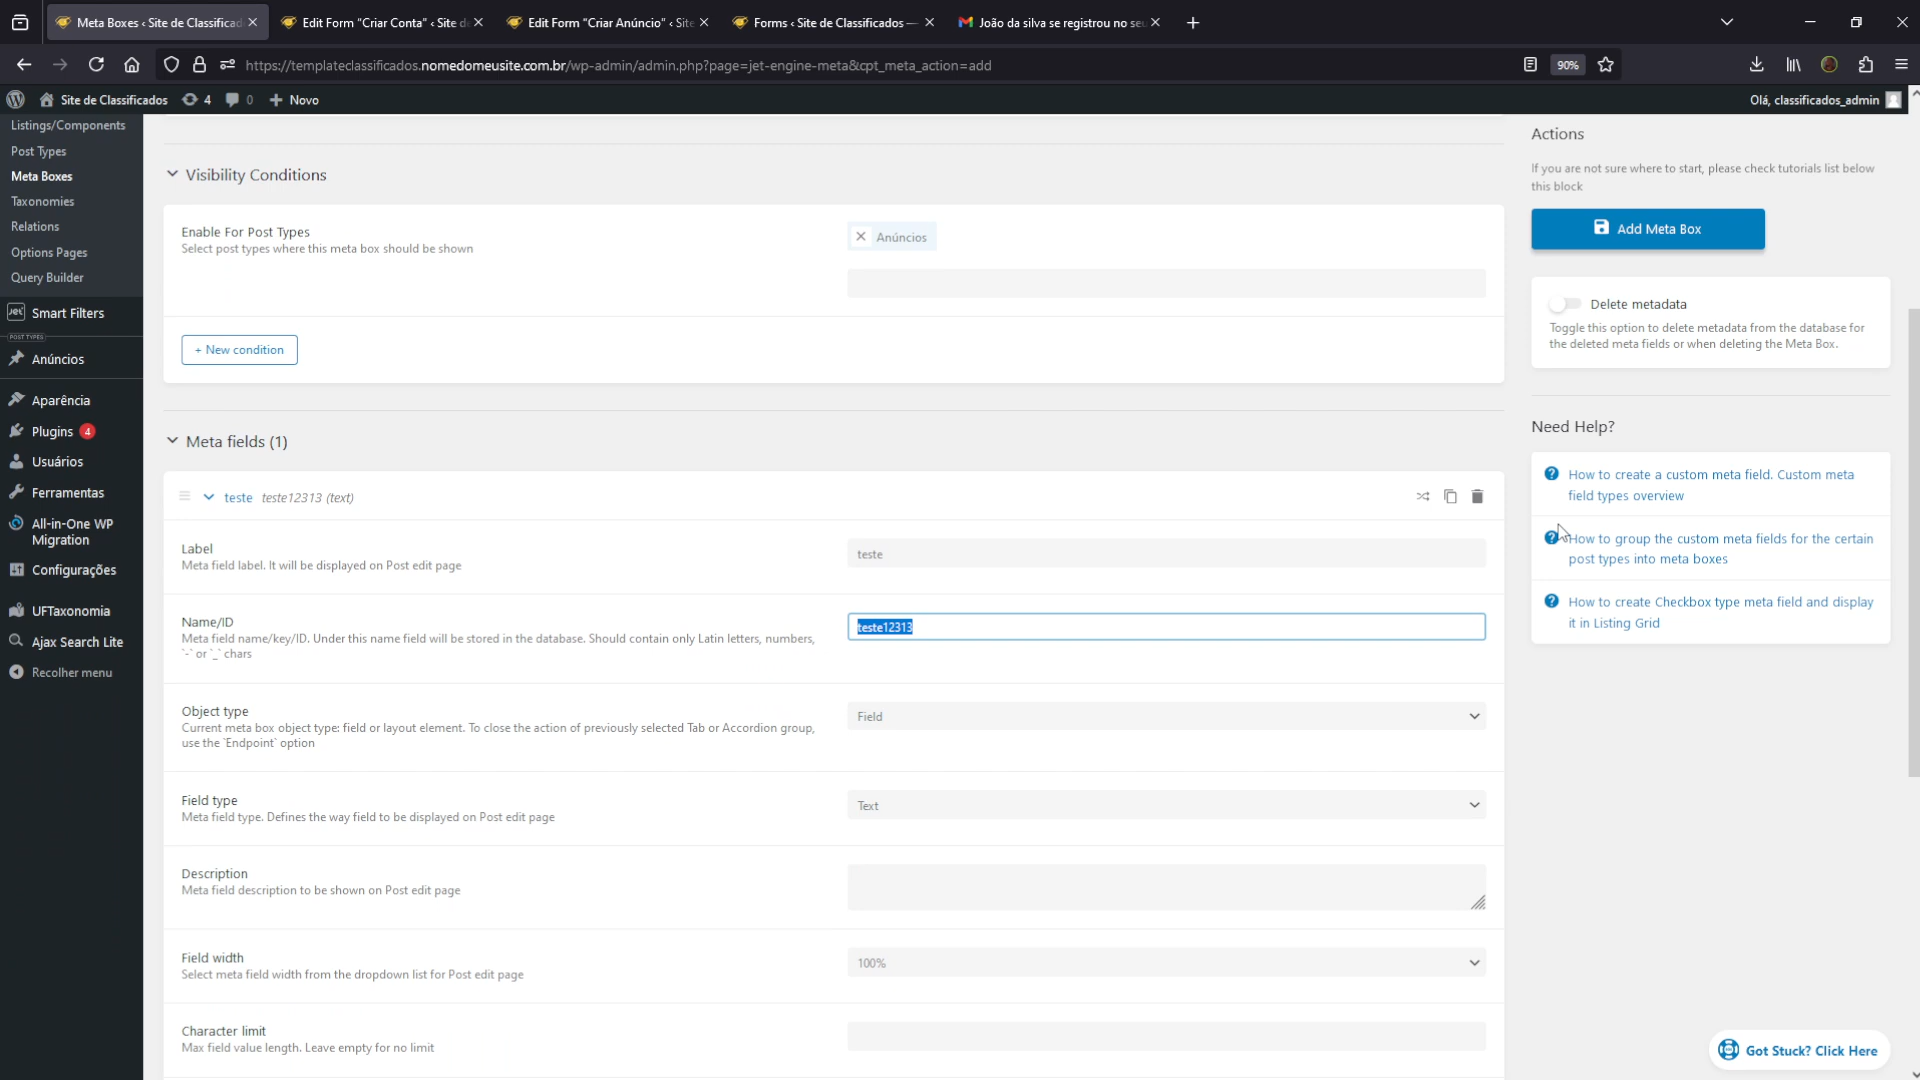 Meta Boxes ‹ Site de Classificad
Edit Form "Criar Conta" ‹ Site d
Edit Form "Criar Anúncio" ‹ Site
Forms ‹ Site de Classificados —
João da silva se registrou no seu
https://templateclassificados.nomedomeusite.com.br/wp-admin/admin.php?page=jet-engine-meta&cpt_meta_action=add
90%
Site de Classificados
4
0
Novo
Olá, classificados_admin
Listings/Components
Post Types
Meta Boxes
Taxonomies
Relations
Options Pages
Query Builder
Jet
Smart Filters
POST TYPES
Anúncios
Aparência
Plugins 4
Usuários
Ferramentas
All-in-One WP
Migration
Configurações
UFTaxonomia
Ajax Search Lite
Recolher menu
Visibility Conditions
Enable For Post Types
Select post types where this meta box should be shown
Anúncios
+ New condition
Meta fields (1)
teste teste12313 (text)
Label
Meta field label. It will be displayed on Post edit page
teste
Name/ID
Meta field name/key/ID. Under this name field will be stored in the database. Should contain only Latin letters, numbers,
`-` or `_` chars
teste12313
Object type
Current meta box object type: field or layout element. To close the action of previously selected Tab or Accordion group,
use the `Endpoint` option
Field
Field type
Meta field type. Defines the way field to be displayed on Post edit page
Text
Description
Meta field description to be shown on Post edit page
Field width
Select meta field width from the dropdown list for Post edit page
100%
Character limit
Max field value length. Leave empty for no limit
Actions
If you are not sure where to start, please check tutorials list below
this block
Add Meta Box
Delete metadata
Toggle this option to delete metadata from the database for
the deleted meta fields or when deleting the Meta Box.
Need Help?
How to create a custom meta field. Custom meta
field types overview
How to group the custom meta fields for the certain
post types into meta boxes
How to create Checkbox type meta field and display
it in Listing Grid
Got Stuck? Click Here